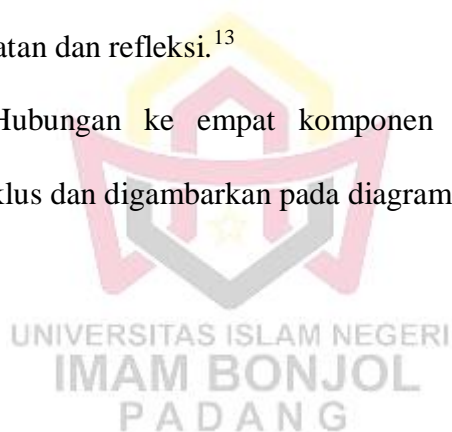 atan dan refleksi.13
Hubungan ke empat komponen
klus dan digambarkan pada diagram
UNIVERSITAS ISLAM NEGERI
IMAM BONJOL
PADANG